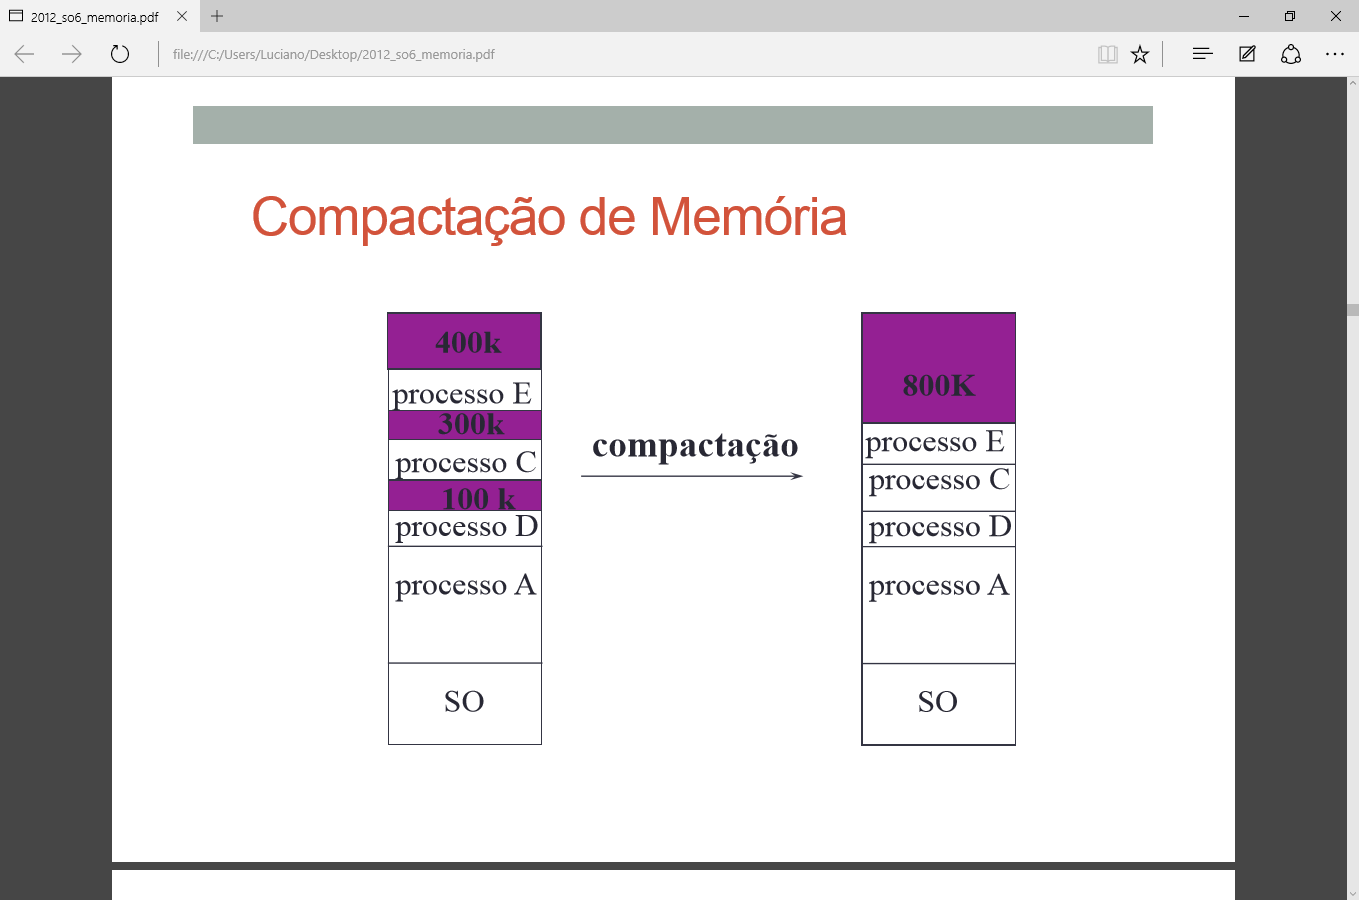 2012_so6_memoria.pdf
file:///C:/Users/Luciano/Desktop/2012_so6_memoria.pdf
Compactação de Memória
400k
processo E
300k
processo C
100 k
processo D
processo A
SO
compactação
800K
processo E
processo C
processo D
processo A
SO